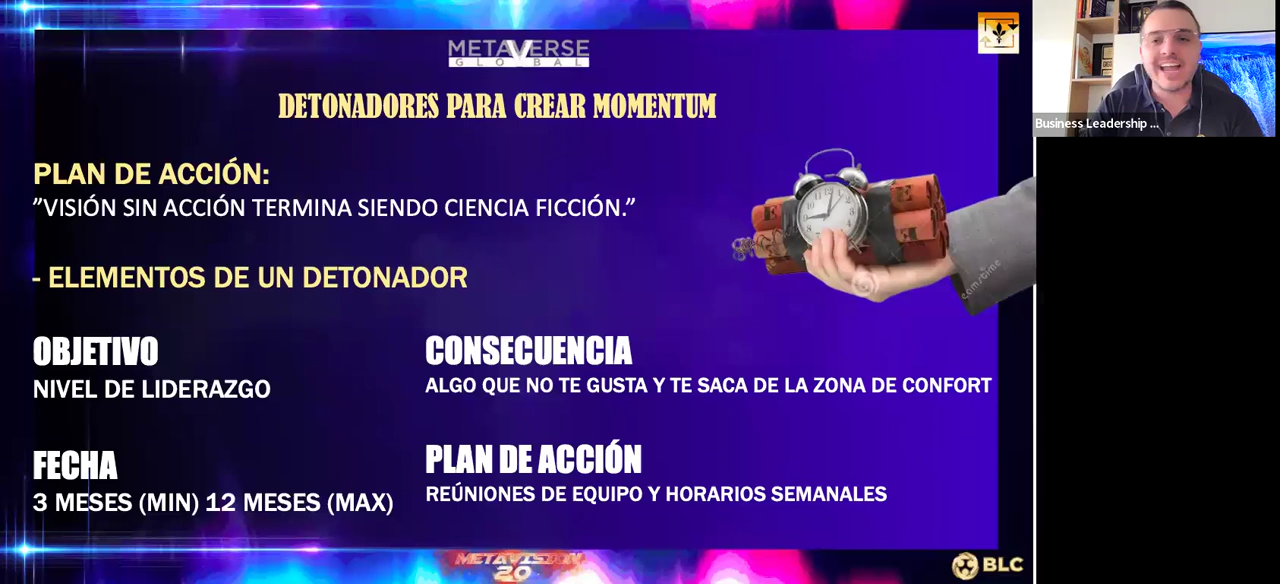 METAVERSE
GLOBAL
DETONADORES PARA CREAR MOMENTUM
PLAN DE ACCIÓN:
”VISIÓN SIN ACCIÓN TERMINA SIENDO CIENCIA FICCIÓN.”
- ELEMENTOS DE UN DETONADOR
OBJETIVO
NIVEL DE LIDERAZGO
FECHA
3 MESES (MIN) 12 MESES (MAX)
CONSECUENCIA
ALGO QUE NO TE GUSTA Y TE SACA DE LA ZONA DE CONFORT
PLAN DE ACCIÓN
REÚNIONES DE EQUIPO Y HORARIOS SEMANALES
METAVISION
2.0
BLC
Business Leadership ...